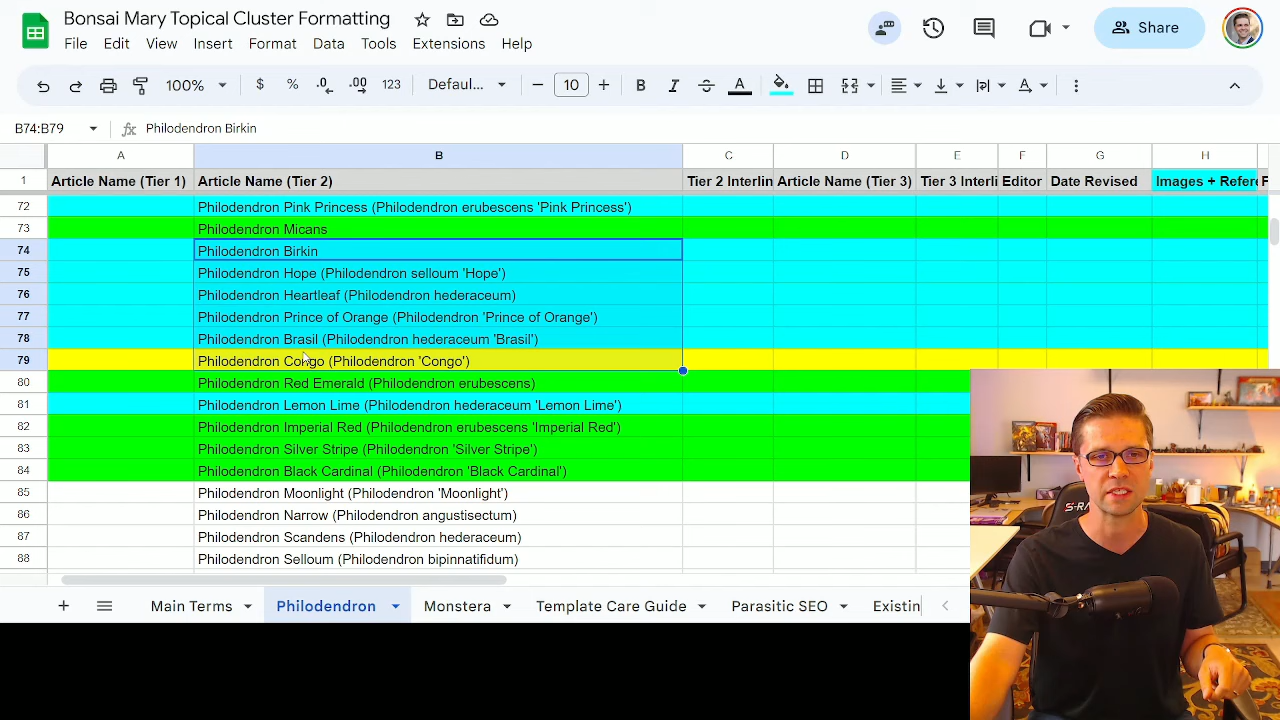 Bonsai Mary Topical Cluster Formatting
Share
File Edit View Insert Format Data Tools Extensions Help
100% $ % .0 .00 123 Defaul... 10 B I A
B74:B79 fx Philodendron Birkin
A B C D E F G H
1 Article Name (Tier 1) Article Name (Tier 2) Tier 2 Interlin Article Name (Tier 3) Tier 3 Interli Editor Date Revised Images + Refere F
72 Philodendron Pink Princess (Philodendron erubescens 'Pink Princess')
73 Philodendron Micans
74 Philodendron Birkin
75 Philodendron Hope (Philodendron selloum 'Hope')
76 Philodendron Heartleaf (Philodendron hederaceum)
77 Philodendron Prince of Orange (Philodendron 'Prince of Orange')
78 Philodendron Brasil (Philodendron hederaceum 'Brasil')
79 Philodendron Congo (Philodendron 'Congo')
80 Philodendron Red Emerald (Philodendron erubescens)
81 Philodendron Lemon Lime (Philodendron hederaceum 'Lemon Lime')
82 Philodendron Imperial Red (Philodendron erubescens 'Imperial Red')
83 Philodendron Silver Stripe (Philodendron 'Silver Stripe')
84 Philodendron Black Cardinal (Philodendron 'Black Cardinal')
85 Philodendron Moonlight (Philodendron 'Moonlight')
86 Philodendron Narrow (Philodendron angustisectum)
87 Philodendron Scandens (Philodendron hederaceum)
88 Philodendron Selloum (Philodendron bipinnatifidum)
Main Terms Philodendron Monstera Template Care Guide Parasitic SEO Existin